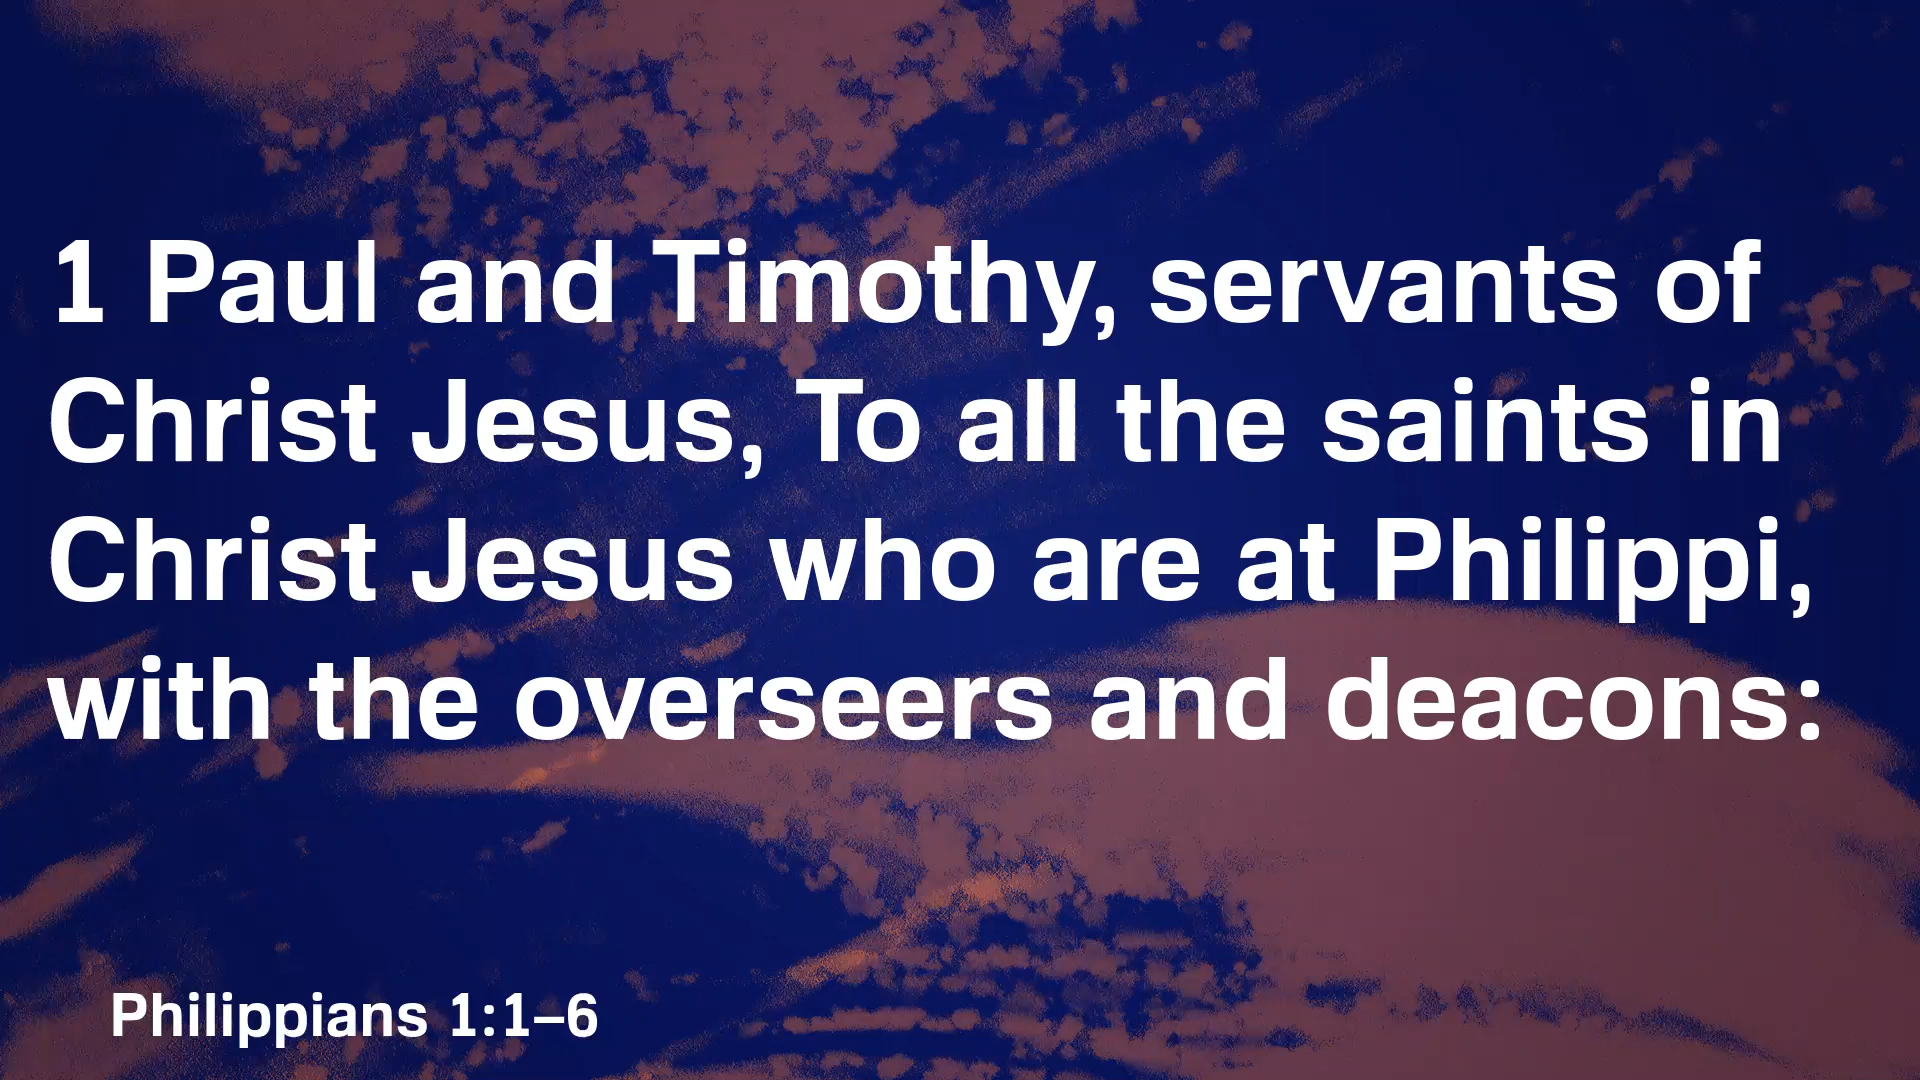 1 Paul and Timothy, servants of
Christ Jesus, To all the saints in
Christ Jesus who are at Philippi,
with the overseers and deacons:
Philippians 1:1–6